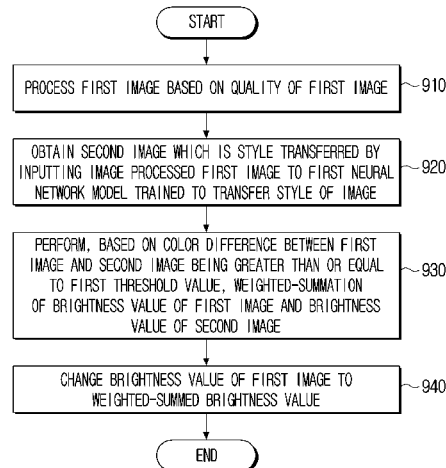 START
PROCESS FIRST IMAGE BASED ON QUALITY OF FIRST IMAGE
910
OBTAIN SECOND IMAGE WHICH IS STYLE TRANSFERRED BY
INPUTTING IMAGE PROCESSED FIRST IMAGE TO FIRST NEURAL
NETWORK MODEL TRAINED TO TRANSFER STYLE OF IMAGE
920
PERFORM, BASED ON COLOR DIFFERENCE BETWEEN FIRST
IMAGE AND SECOND IMAGE BEING GREATER THAN OR EQUAL
TO FIRST THRESHOLD VALUE, WEIGHTED-SUMMATION
OF BRIGHTNESS VALUE OF FIRST IMAGE AND BRIGHTNESS
VALUE OF SECOND IMAGE
930
CHANGE BRIGHTNESS VALUE OF FIRST IMAGE TO
WEIGHTED-SUMMED BRIGHTNESS VALUE
940
END